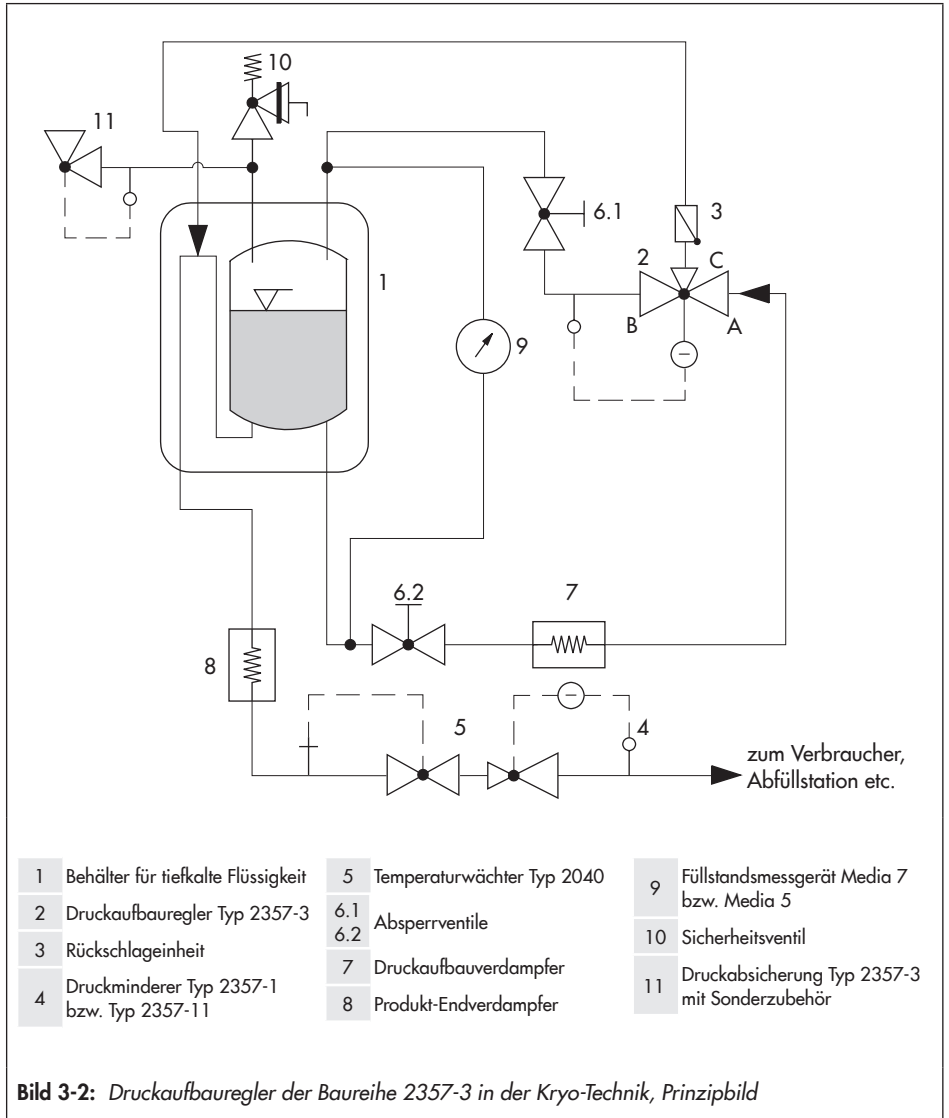 10
11
6.1
3
2
C
1
B
A
9
6.2
7
8
5
4
zum Verbraucher,
Abfüllstation etc.
1 Behälter für tiefkalte Flüssigkeit
2 Druckaufbauregler Typ 2357-3
3 Rückschlageinheit
4 Druckminderer Typ 2357-1
bzw. Typ 2357-11
5 Temperaturwächter Typ 2040
6.1
6.2 Absperrventile
7 Druckaufbauverdampfer
8 Produkt-Endverdampfer
9 Füllstandsmessgerät Media 7
bzw. Media 5
10 Sicherheitsventil
11 Druckabsicherung Typ 2357-3
mit Sonderzubehör
Bild 3-2: Druckaufbauregler der Baureihe 2357-3 in der Kryo-Technik, Prinzipbild